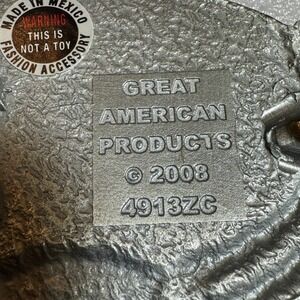 MADE IN MEXICO
WARNING
THIS IS
NOT A TOY
FASHION ACCESSORY
GREAT
AMERICAN
PRODUCTS
© 2008
4913ZC